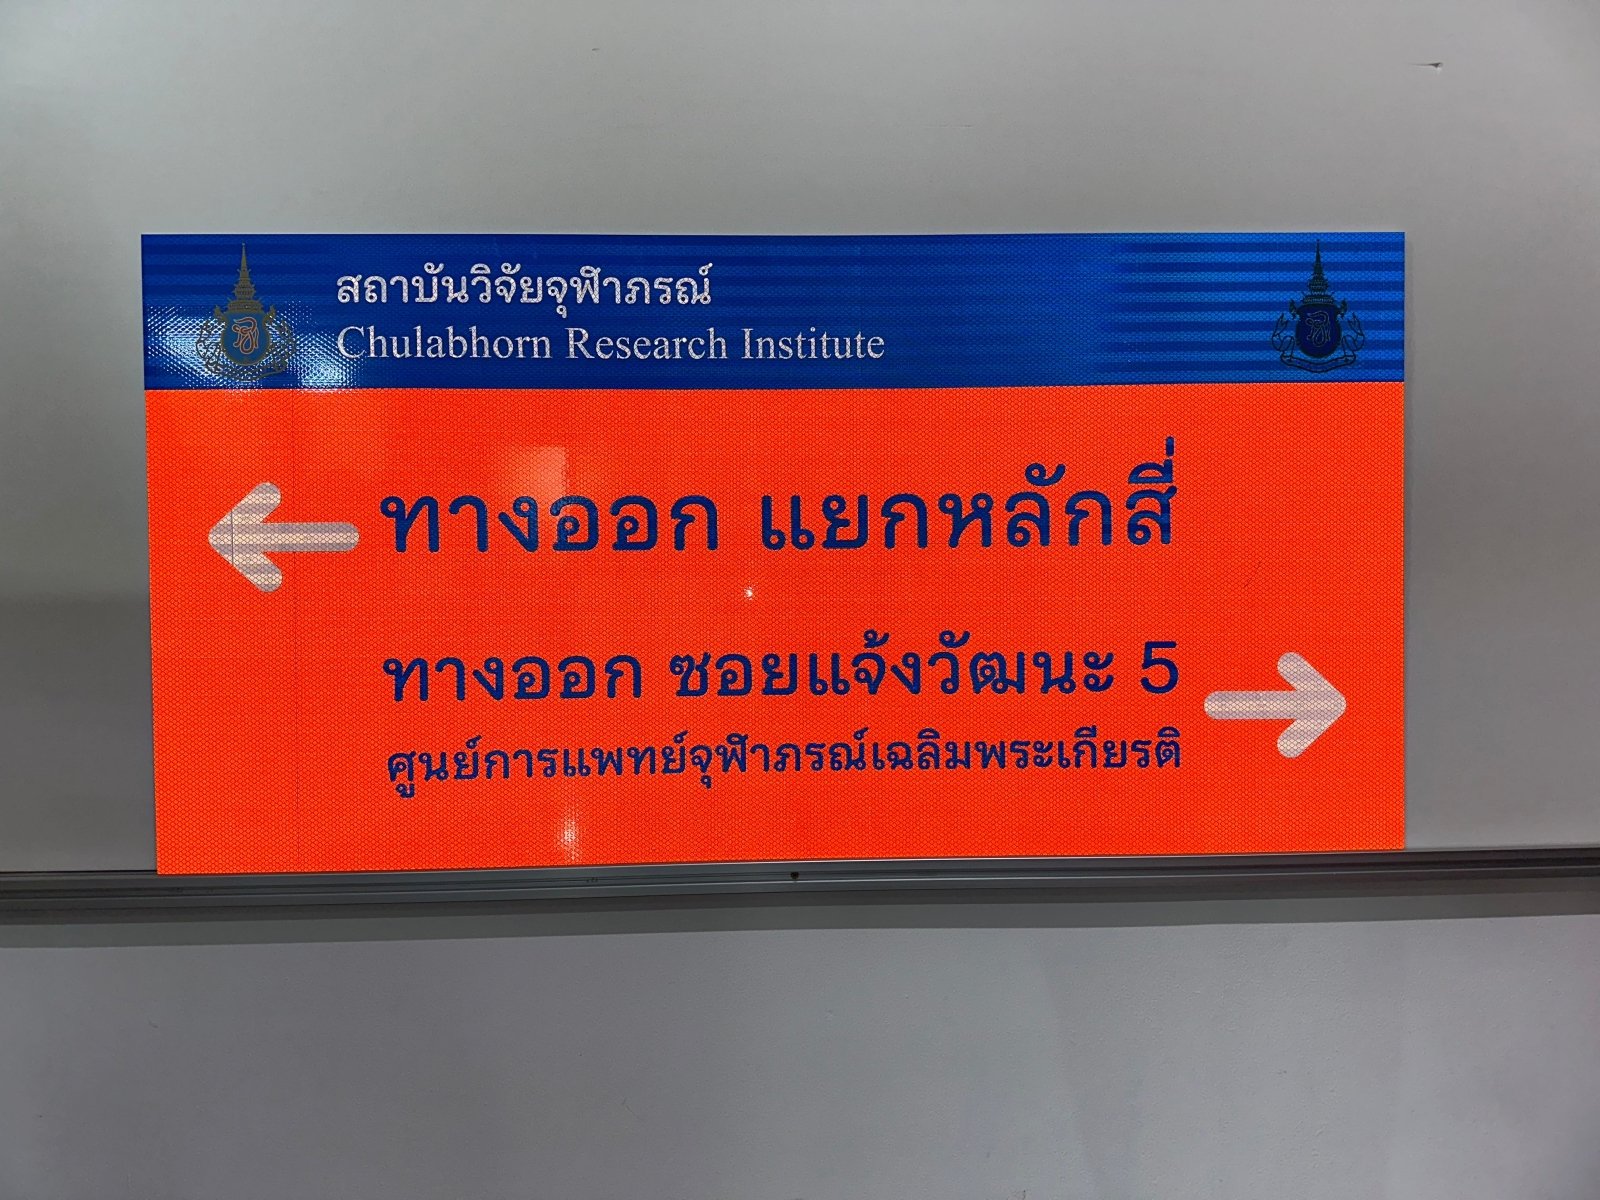 สถาบันวิจัยจุฬาภรณ์
Chulabhorn Research Institute
ทางออก แยกหลักสี่
ทางออก ซอยแจ้งวัฒนะ 5
ศูนย์การแพทย์จุฬาภรณ์เฉลิมพระเกียรติ